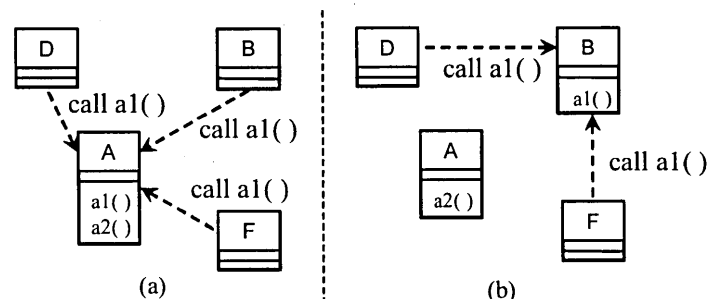 D
B
call a1( )
call a1( )
A
a1( )
a2( )
call a1( )
F
(a)
D
B
call a1( )
a1( )
A
a2( )
call a1( )
F
(b)